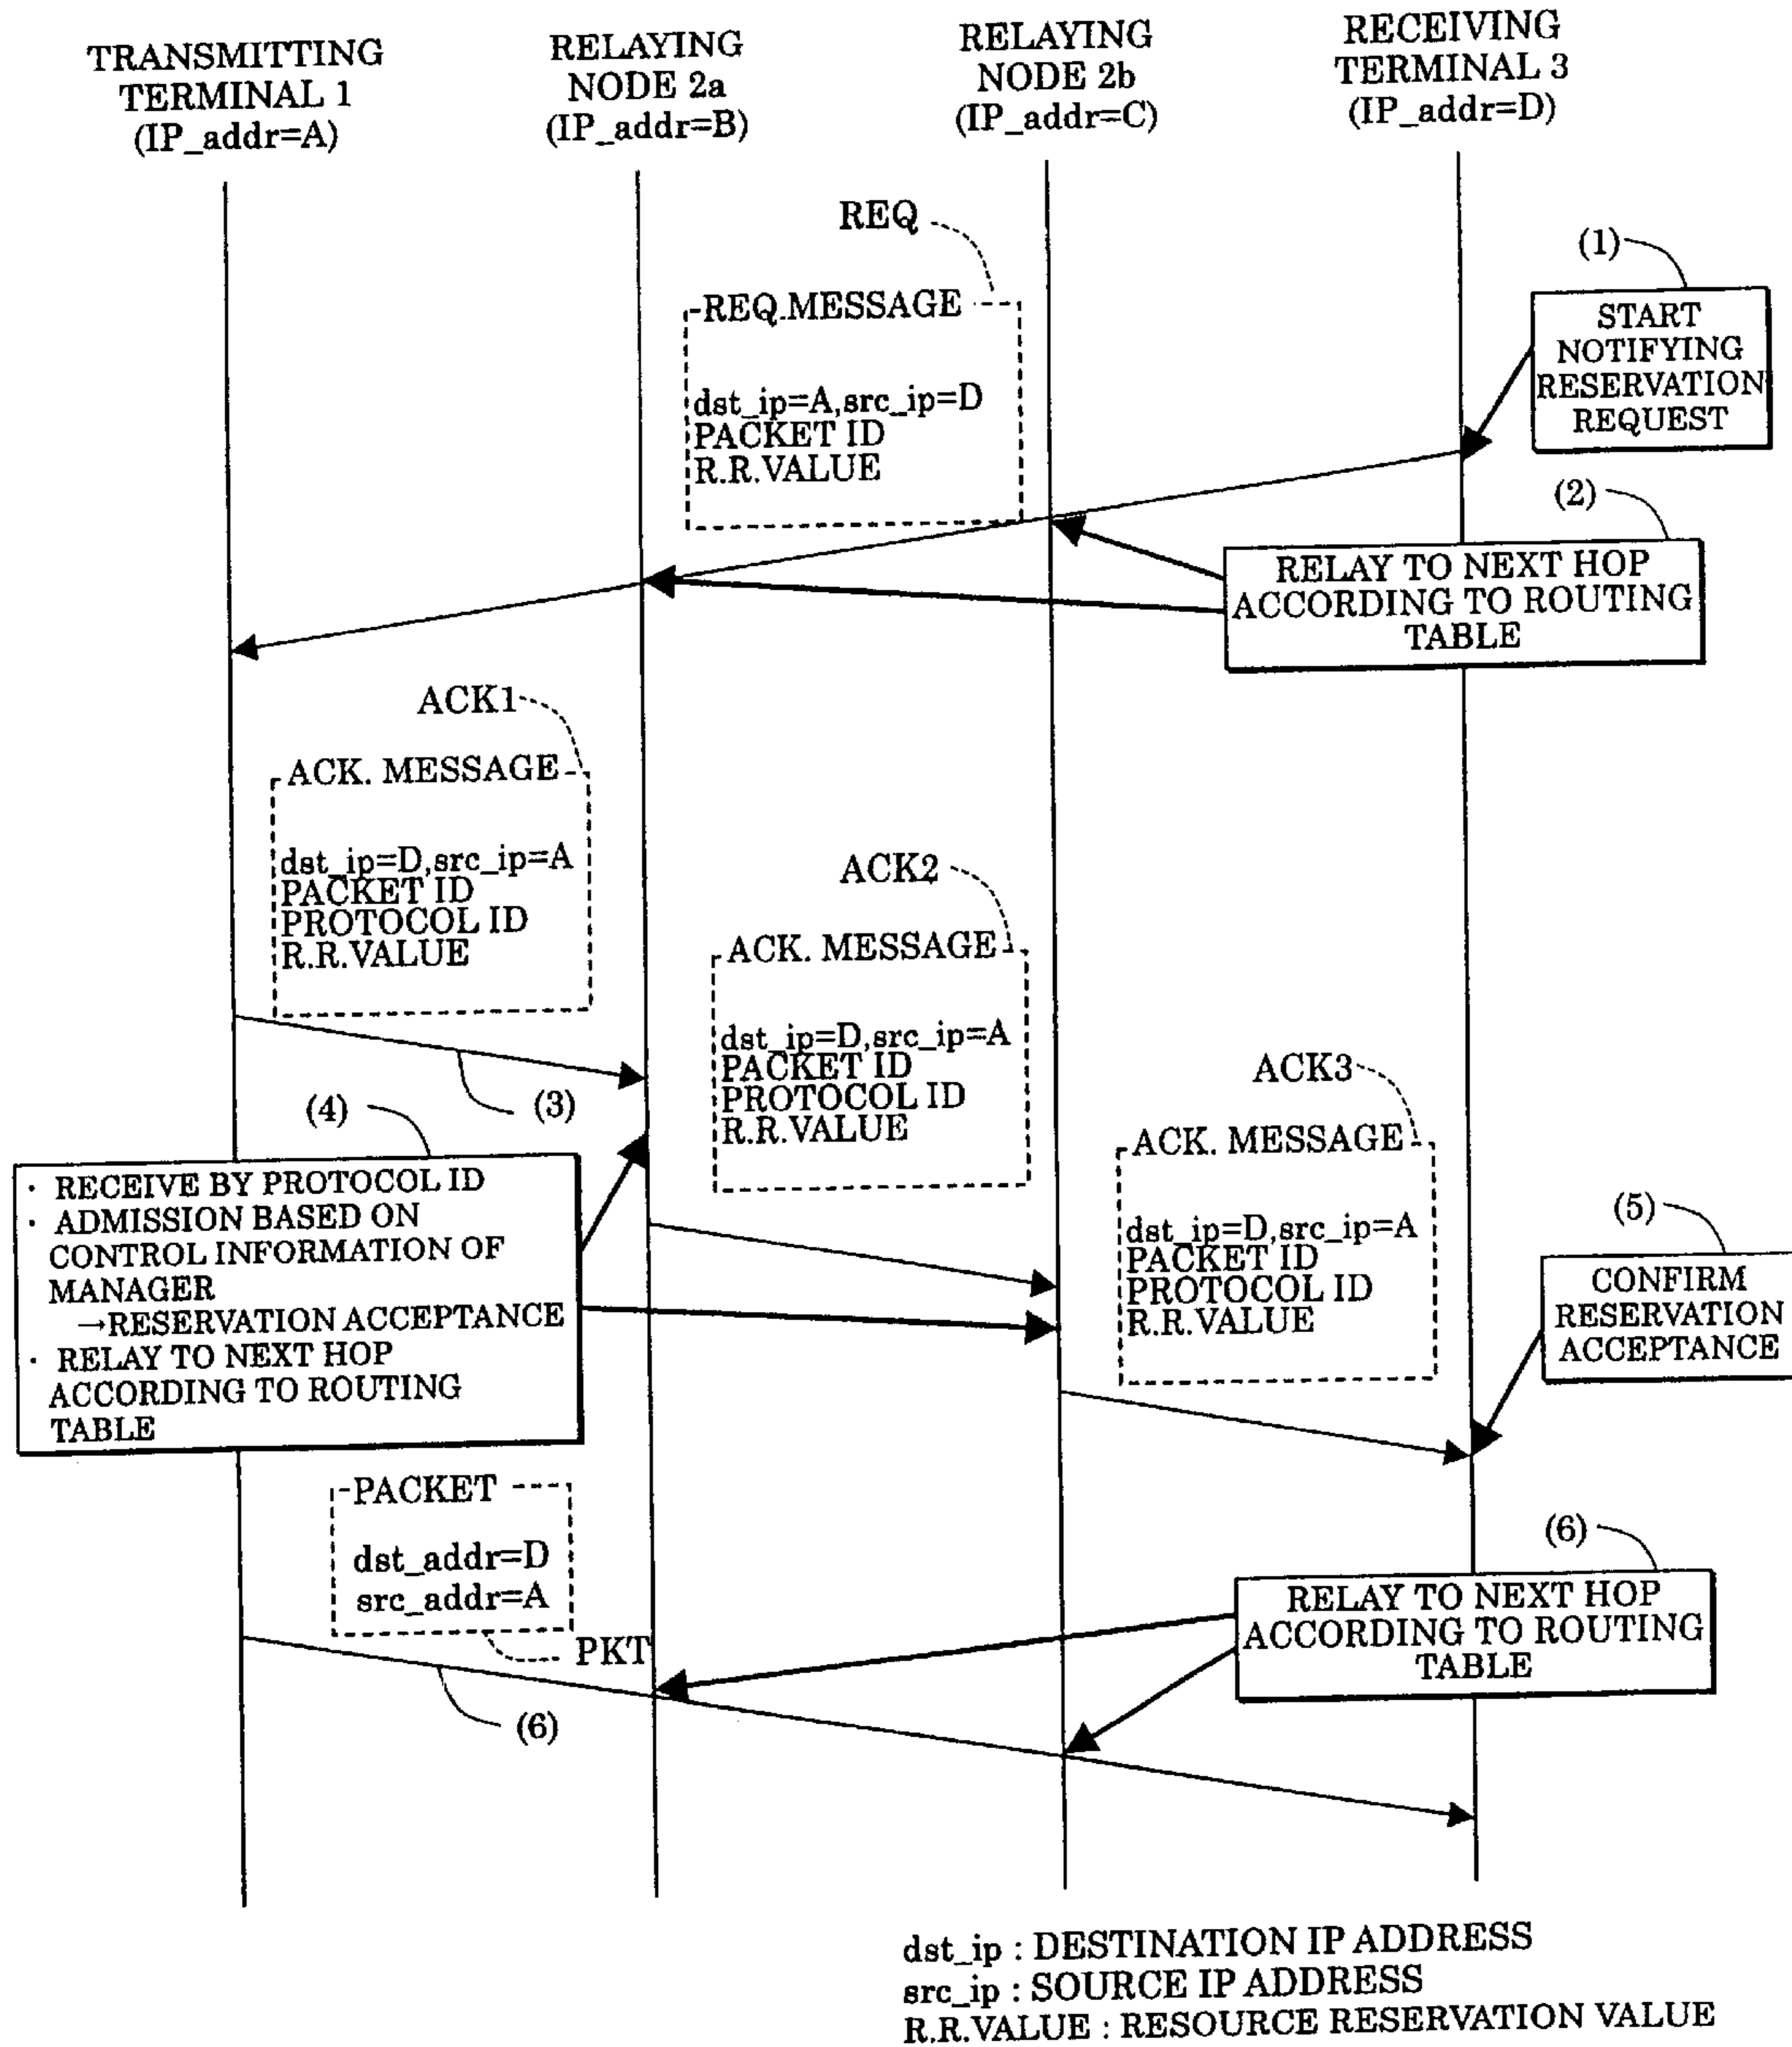 TRANSMITTING
TERMINAL 1
(IP_addr=A)
RELAYING
NODE 2a
(IP_addr=B)
RELAYING
NODE 2b
(IP_addr=C)
RECEIVING
TERMINAL 3
(IP_addr=D)
REQ
REQ.MESSAGE
dst_ip=A,src_ip=D
PACKET ID
R.R.VALUE
(1)
START
NOTIFYING
RESERVATION
REQUEST
(2)
RELAY TO NEXT HOP
ACCORDING TO ROUTING
TABLE
ACK1
ACK. MESSAGE
dst_ip=D,src_ip=A
PACKET ID
PROTOCOL ID
R.R.VALUE
(3)
ACK2
ACK. MESSAGE
dst_ip=D,src_ip=A
PACKET ID
PROTOCOL ID
R.R.VALUE
(4)
· RECEIVE BY PROTOCOL ID
· ADMISSION BASED ON
CONTROL INFORMATION OF
MANAGER
→RESERVATION ACCEPTANCE
· RELAY TO NEXT HOP
ACCORDING TO ROUTING
TABLE
ACK3
ACK. MESSAGE
dst_ip=D,src_ip=A
PACKET ID
PROTOCOL ID
R.R.VALUE
(5)
CONFIRM
RESERVATION
ACCEPTANCE
PACKET
dst_addr=D
src_addr=A
PKT
(6)
(6)
RELAY TO NEXT HOP
ACCORDING TO ROUTING
TABLE
dst_ip : DESTINATION IP ADDRESS
src_ip : SOURCE IP ADDRESS
R.R.VALUE : RESOURCE RESERVATION VALUE